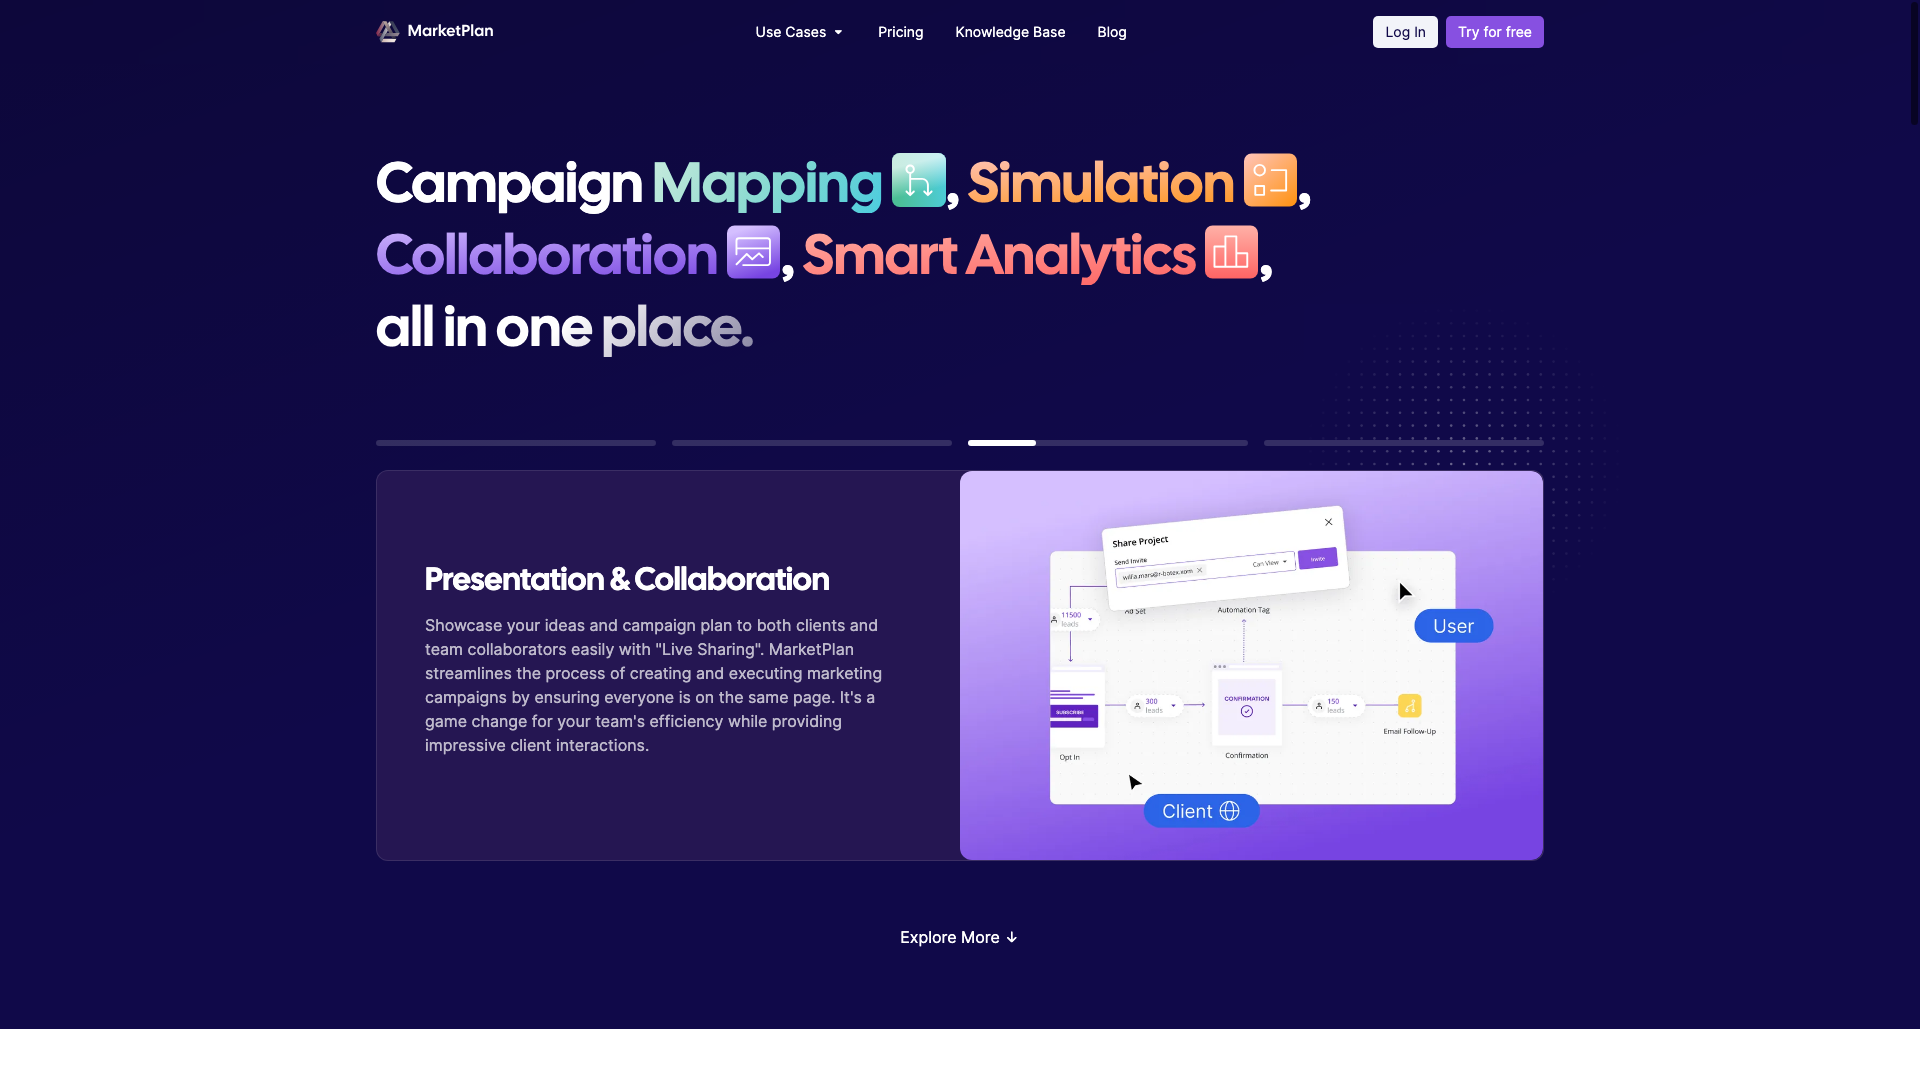 MarketPlan
Use Cases
Pricing
Knowledge Base
Blog
Log In
Try for free
Campaign Mapping , Simulation ,
Collaboration , Smart Analytics ,
all in one place.
Presentation & Collaboration
Showcase your ideas and campaign plan to both clients and
team collaborators easily with "Live Sharing". MarketPlan
streamlines the process of creating and executing marketing
campaigns by ensuring everyone is on the same page. It's a
game change for your team's efficiency while providing
impressive client interactions.
Share Project
Send Invite
willia.mars@r-botex.xom
Can View
Invite
Ad Set
Automation Tag
11500
leads
User
SUBSCRIBE
300
leads
CONFIRMATION
150
leads
Email Follow-Up
Opt In
Confirmation
Client
Explore More ↓